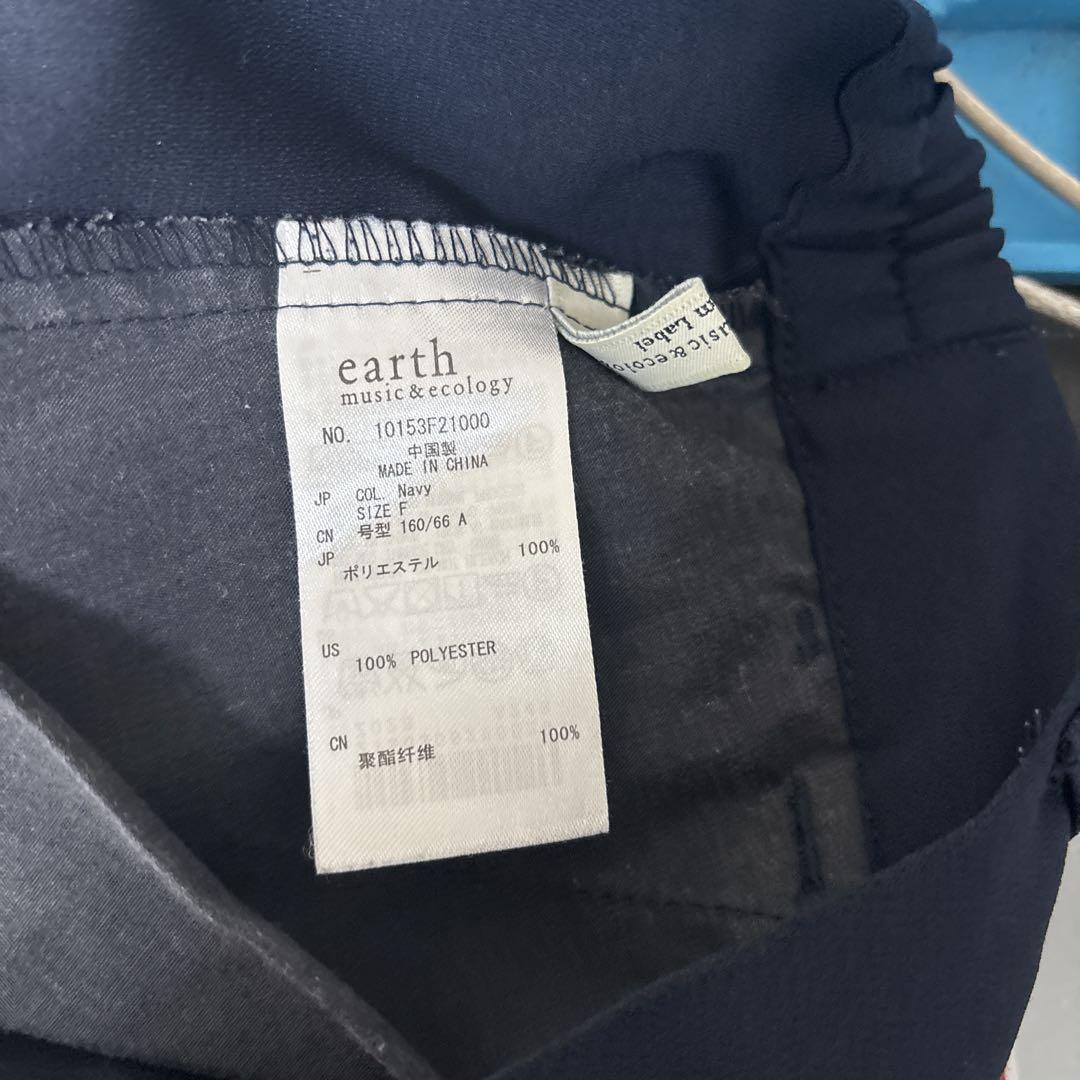 earth
music & ecology
NO. 10153F21000
中国製
MADE IN CHINA
JP COL. Navy
SIZE F
CN 号型 160/66 A
JP ポリエステル 100%
US 100% POLYESTER
CN 聚酯纤维 100%
Label